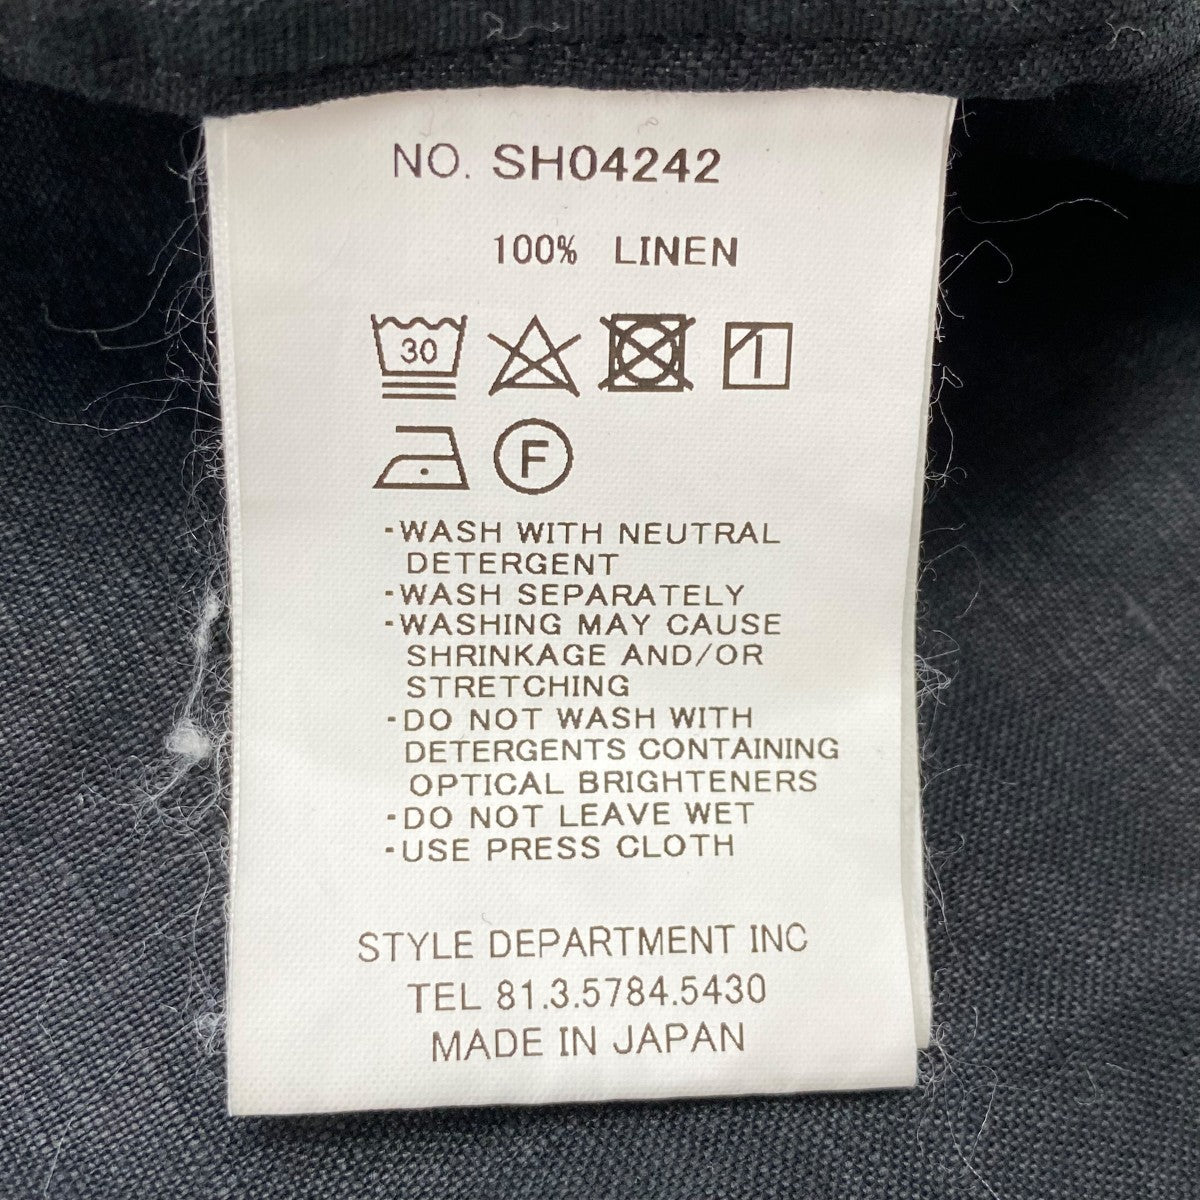 NO. SH04242
100% LINEN
30
F
-WASH WITH NEUTRAL
DETERGENT
-WASH SEPARATELY
-WASHING MAY CAUSE
SHRINKAGE AND/OR
STRETCHING
-DO NOT WASH WITH
DETERGENTS CONTAINING
OPTICAL BRIGHTENERS
-DO NOT LEAVE WET
-USE PRESS CLOTH
STYLE DEPARTMENT INC
TEL 81.3.5784.5430
MADE IN JAPAN